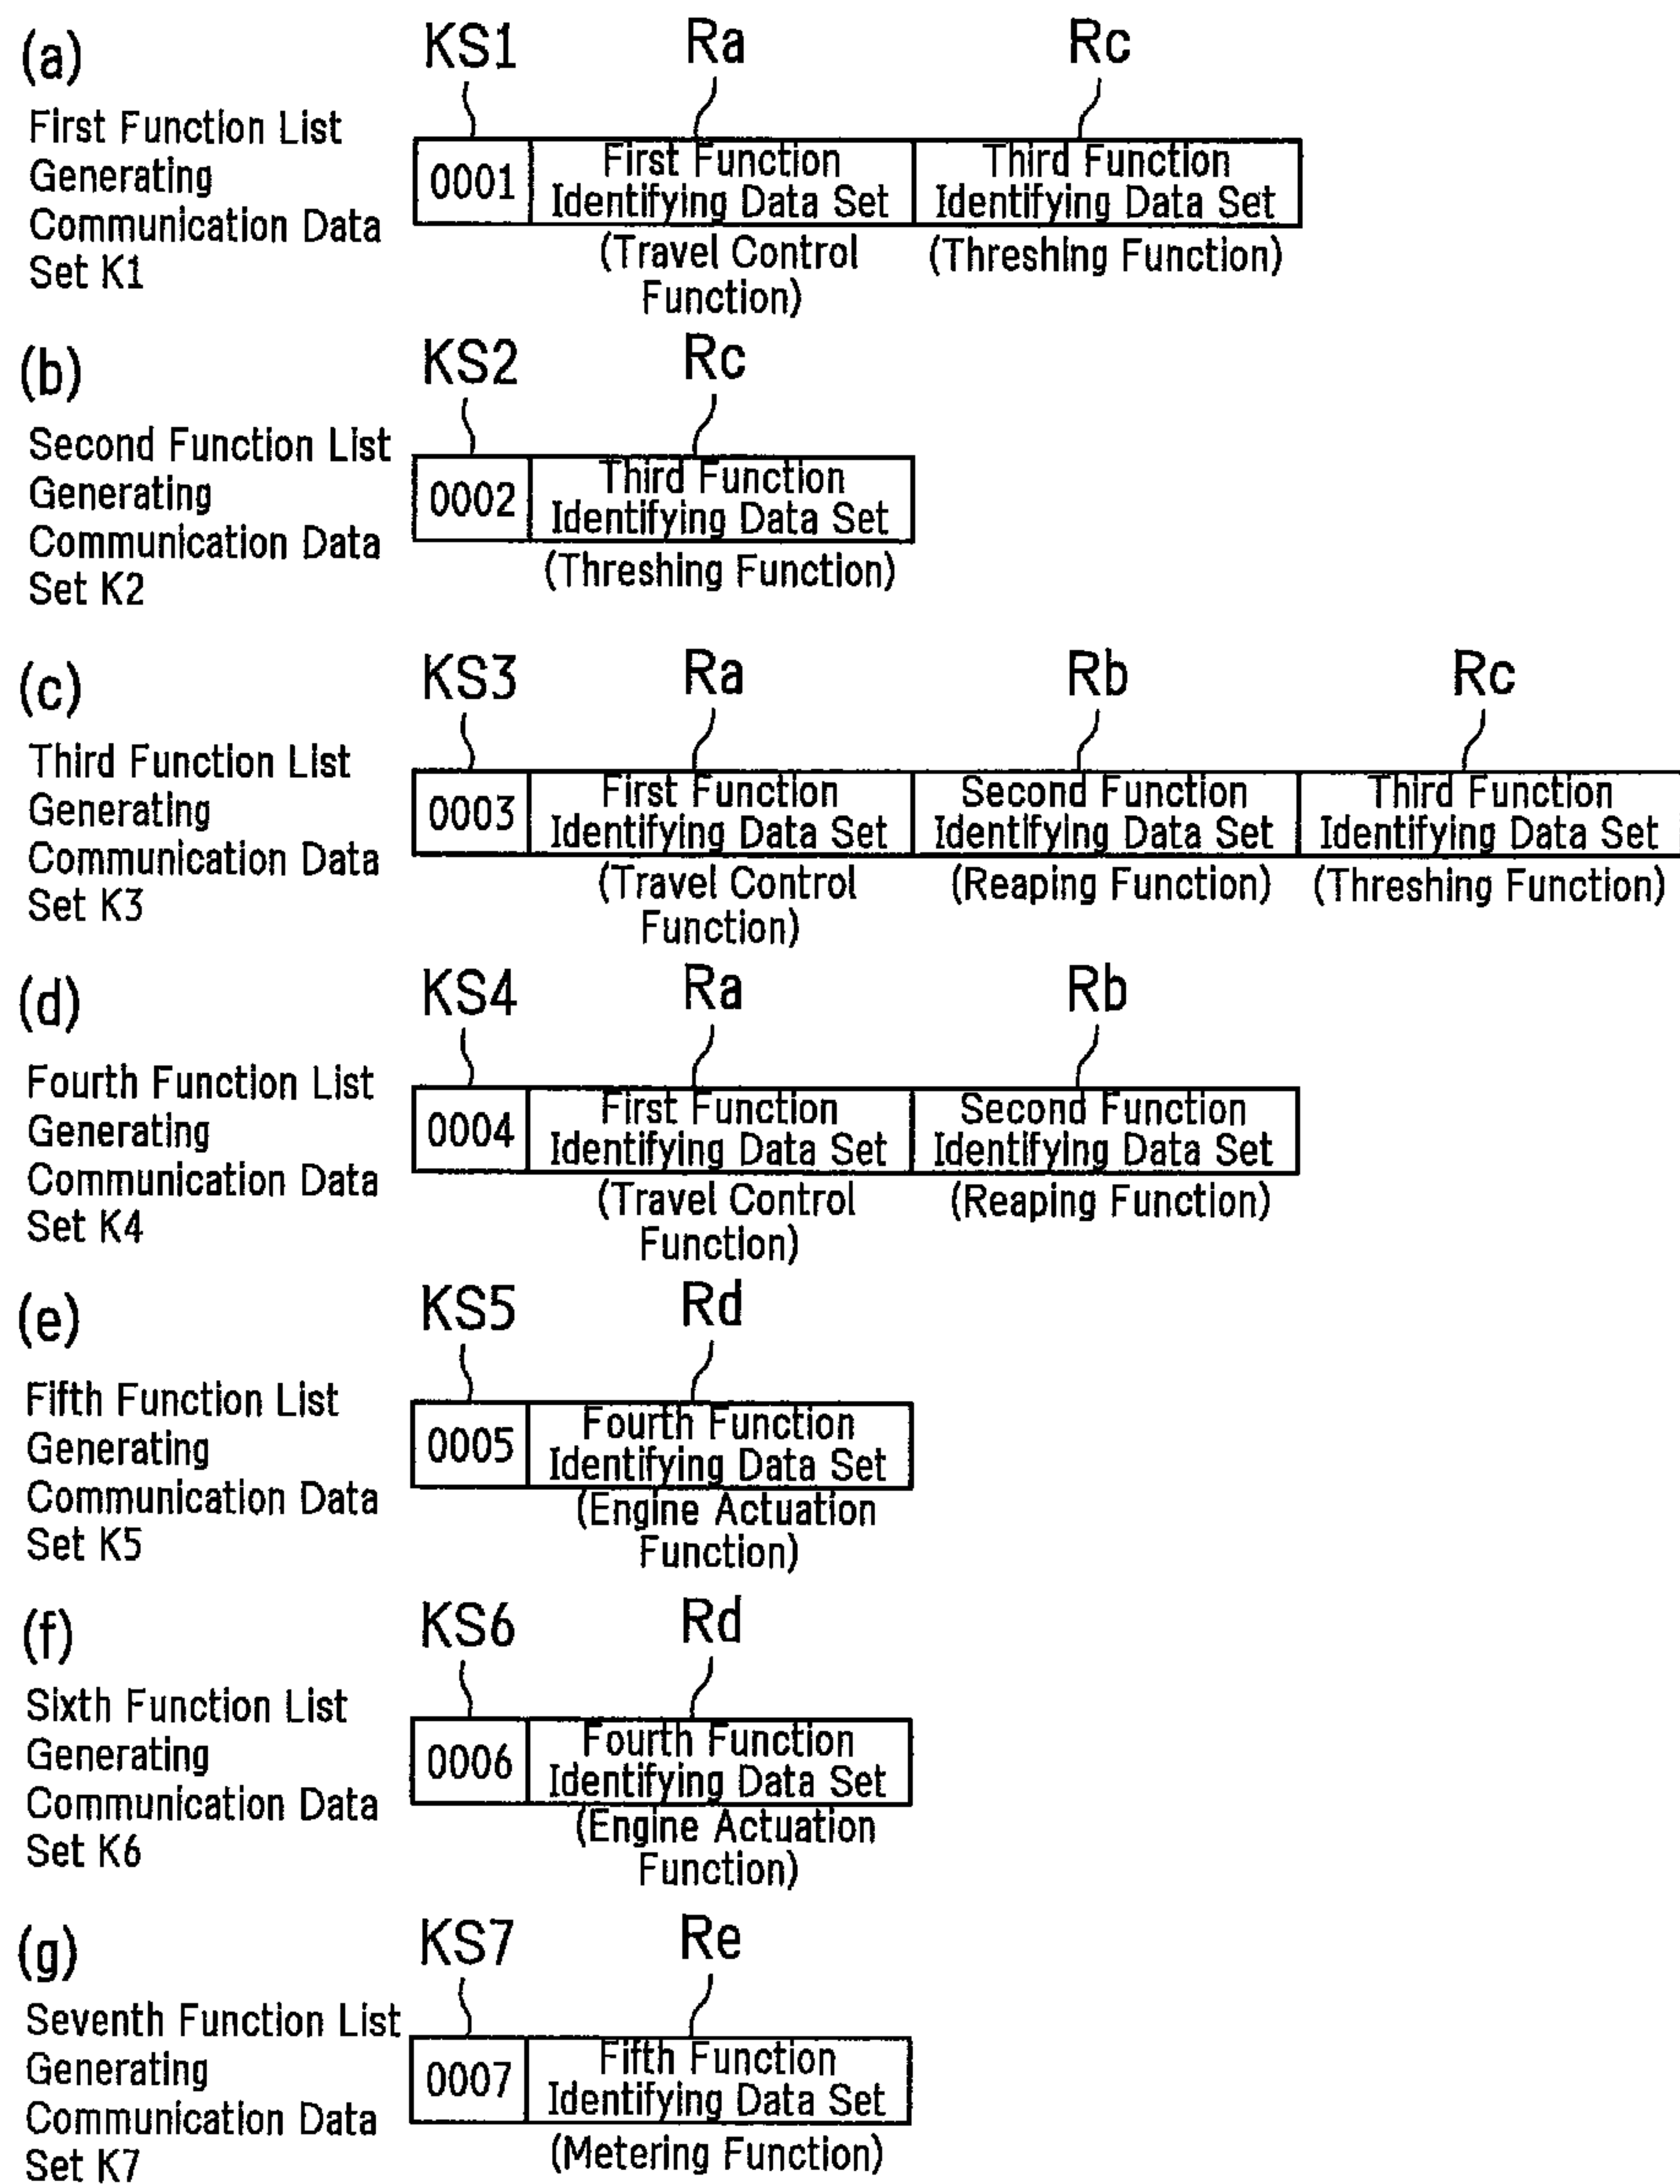 (a)
KS1 Ra Rc
First Function List
Generating
Communication Data
Set K1
0001
First Function
Identifying Data Set
(Travel Control
Function)
Third Function
Identifying Data Set
(Threshing Function)
(b)
KS2 Rc
Second Function List
Generating
Communication Data
Set K2
0002
Third Function
Identifying Data Set
(Threshing Function)
(c)
KS3 Ra Rb Rc
Third Function List
Generating
Communication Data
Set K3
0003
First Function
Identifying Data Set
(Travel Control
Function)
Second Function
Identifying Data Set
(Reaping Function)
Third Function
Identifying Data Set
(Threshing Function)
(d)
KS4 Ra Rb
Fourth Function List
Generating
Communication Data
Set K4
0004
First Function
Identifying Data Set
(Travel Control
Function)
Second Function
Identifying Data Set
(Reaping Function)
(e)
KS5 Rd
Fifth Function List
Generating
Communication Data
Set K5
0005
Fourth Function
Identifying Data Set
(Engine Actuation
Function)
(f)
KS6 Rd
Sixth Function List
Generating
Communication Data
Set K6
0006
Fourth Function
Identifying Data Set
(Engine Actuation
Function)
(g)
KS7 Re
Seventh Function List
Generating
Communication Data
Set K7
0007
Fifth Function
Identifying Data Set
(Metering Function)